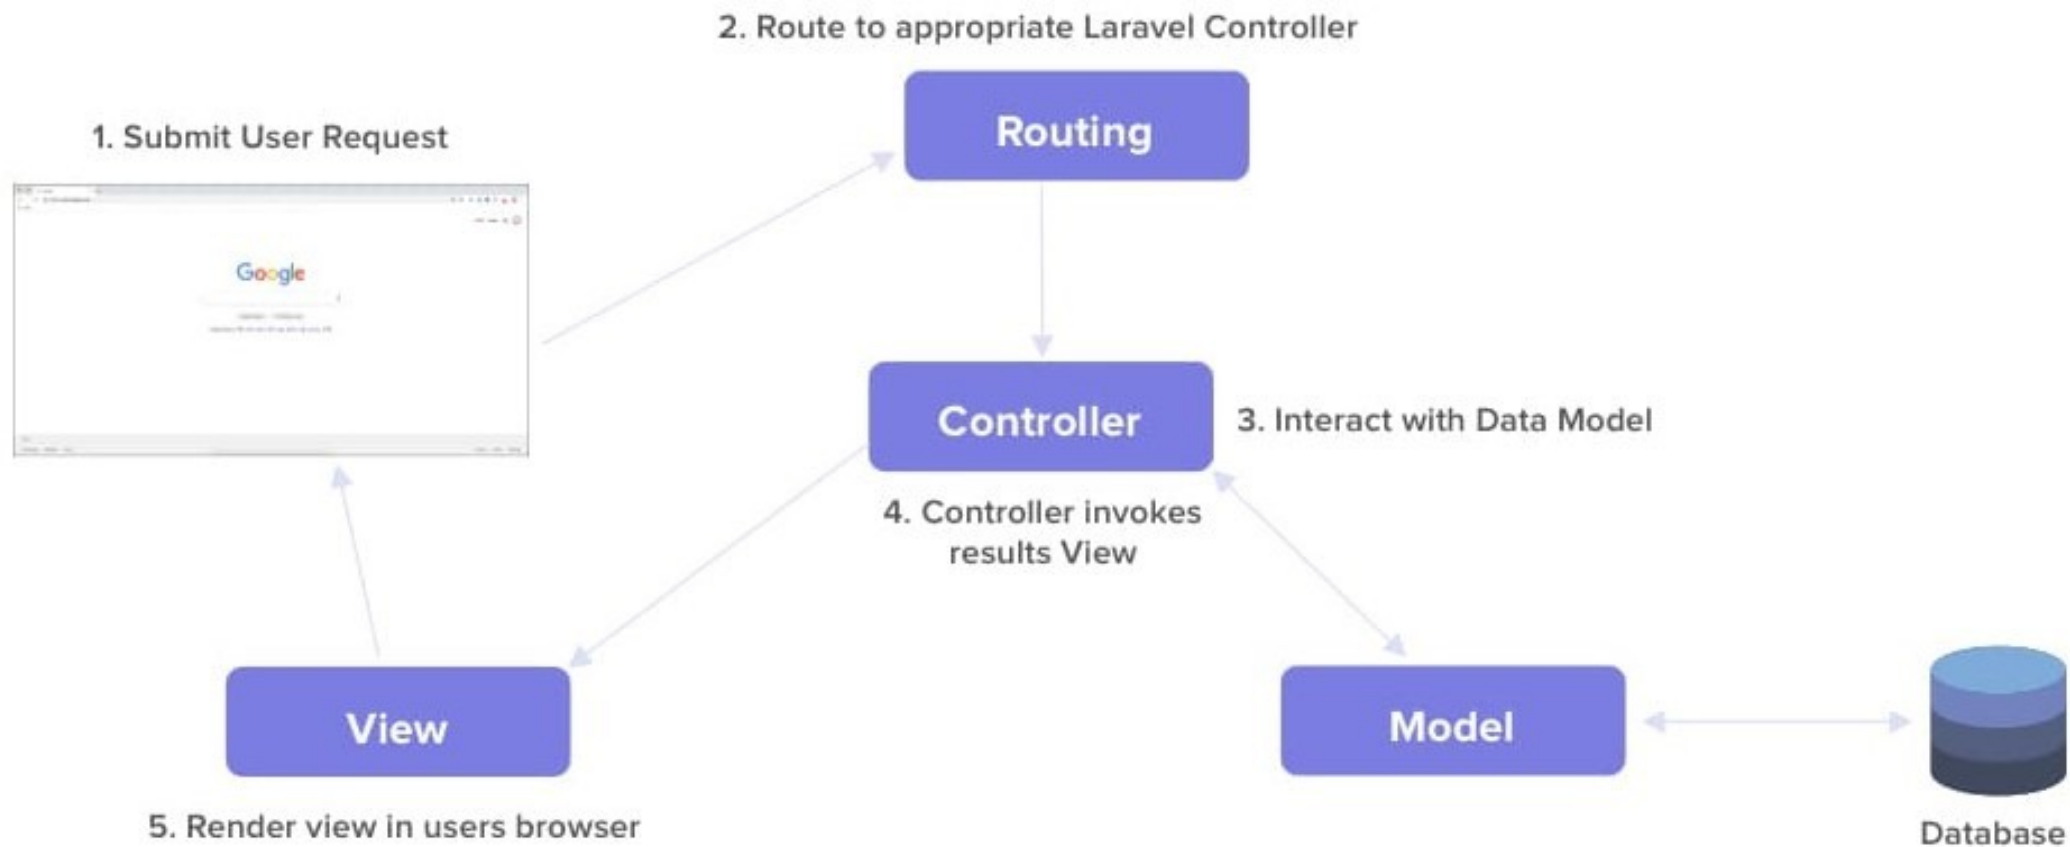 2. Route to appropriate Laravel Controller
Routing
1. Submit User Request
Google
Controller
3. Interact with Data Model
4. Controller invokes
results View
View
Model
5. Render view in users browser
Database